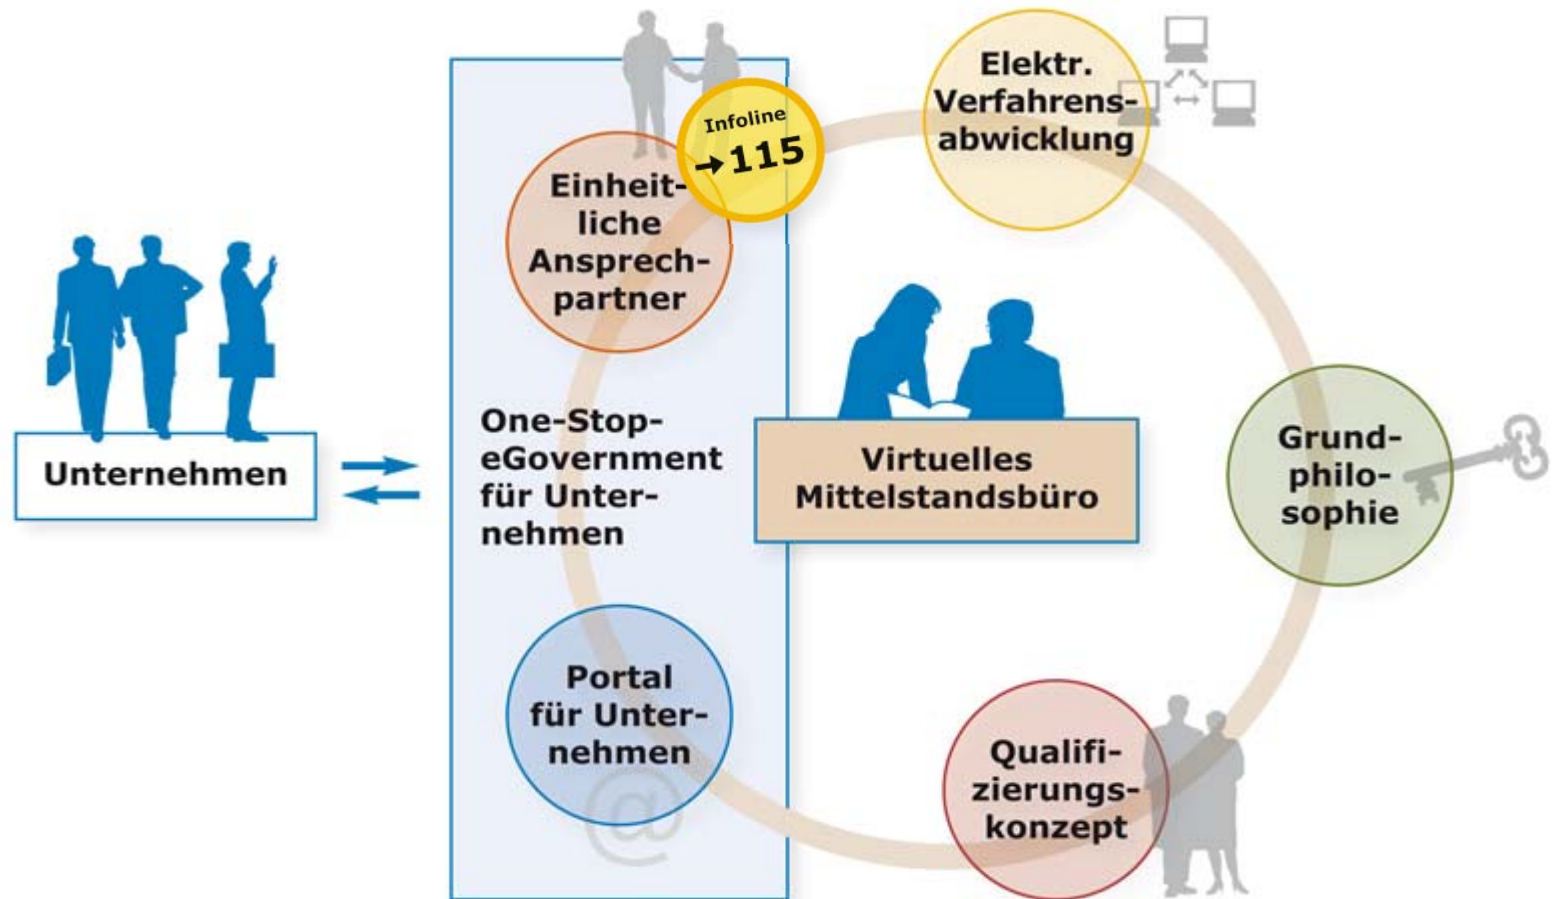 Unternehmen
Infoline
→115
Einheit-
liche
Ansprech-
partner
One-Stop-
eGovernment
für Unter-
nehmen
Portal
für Unter-
nehmen
@
Elektr.
Verfahrens-
abwicklung
Virtuelles
Mittelstandsbüro
Grund-
philo-
sophie
Qualifi-
zierungs-
konzept